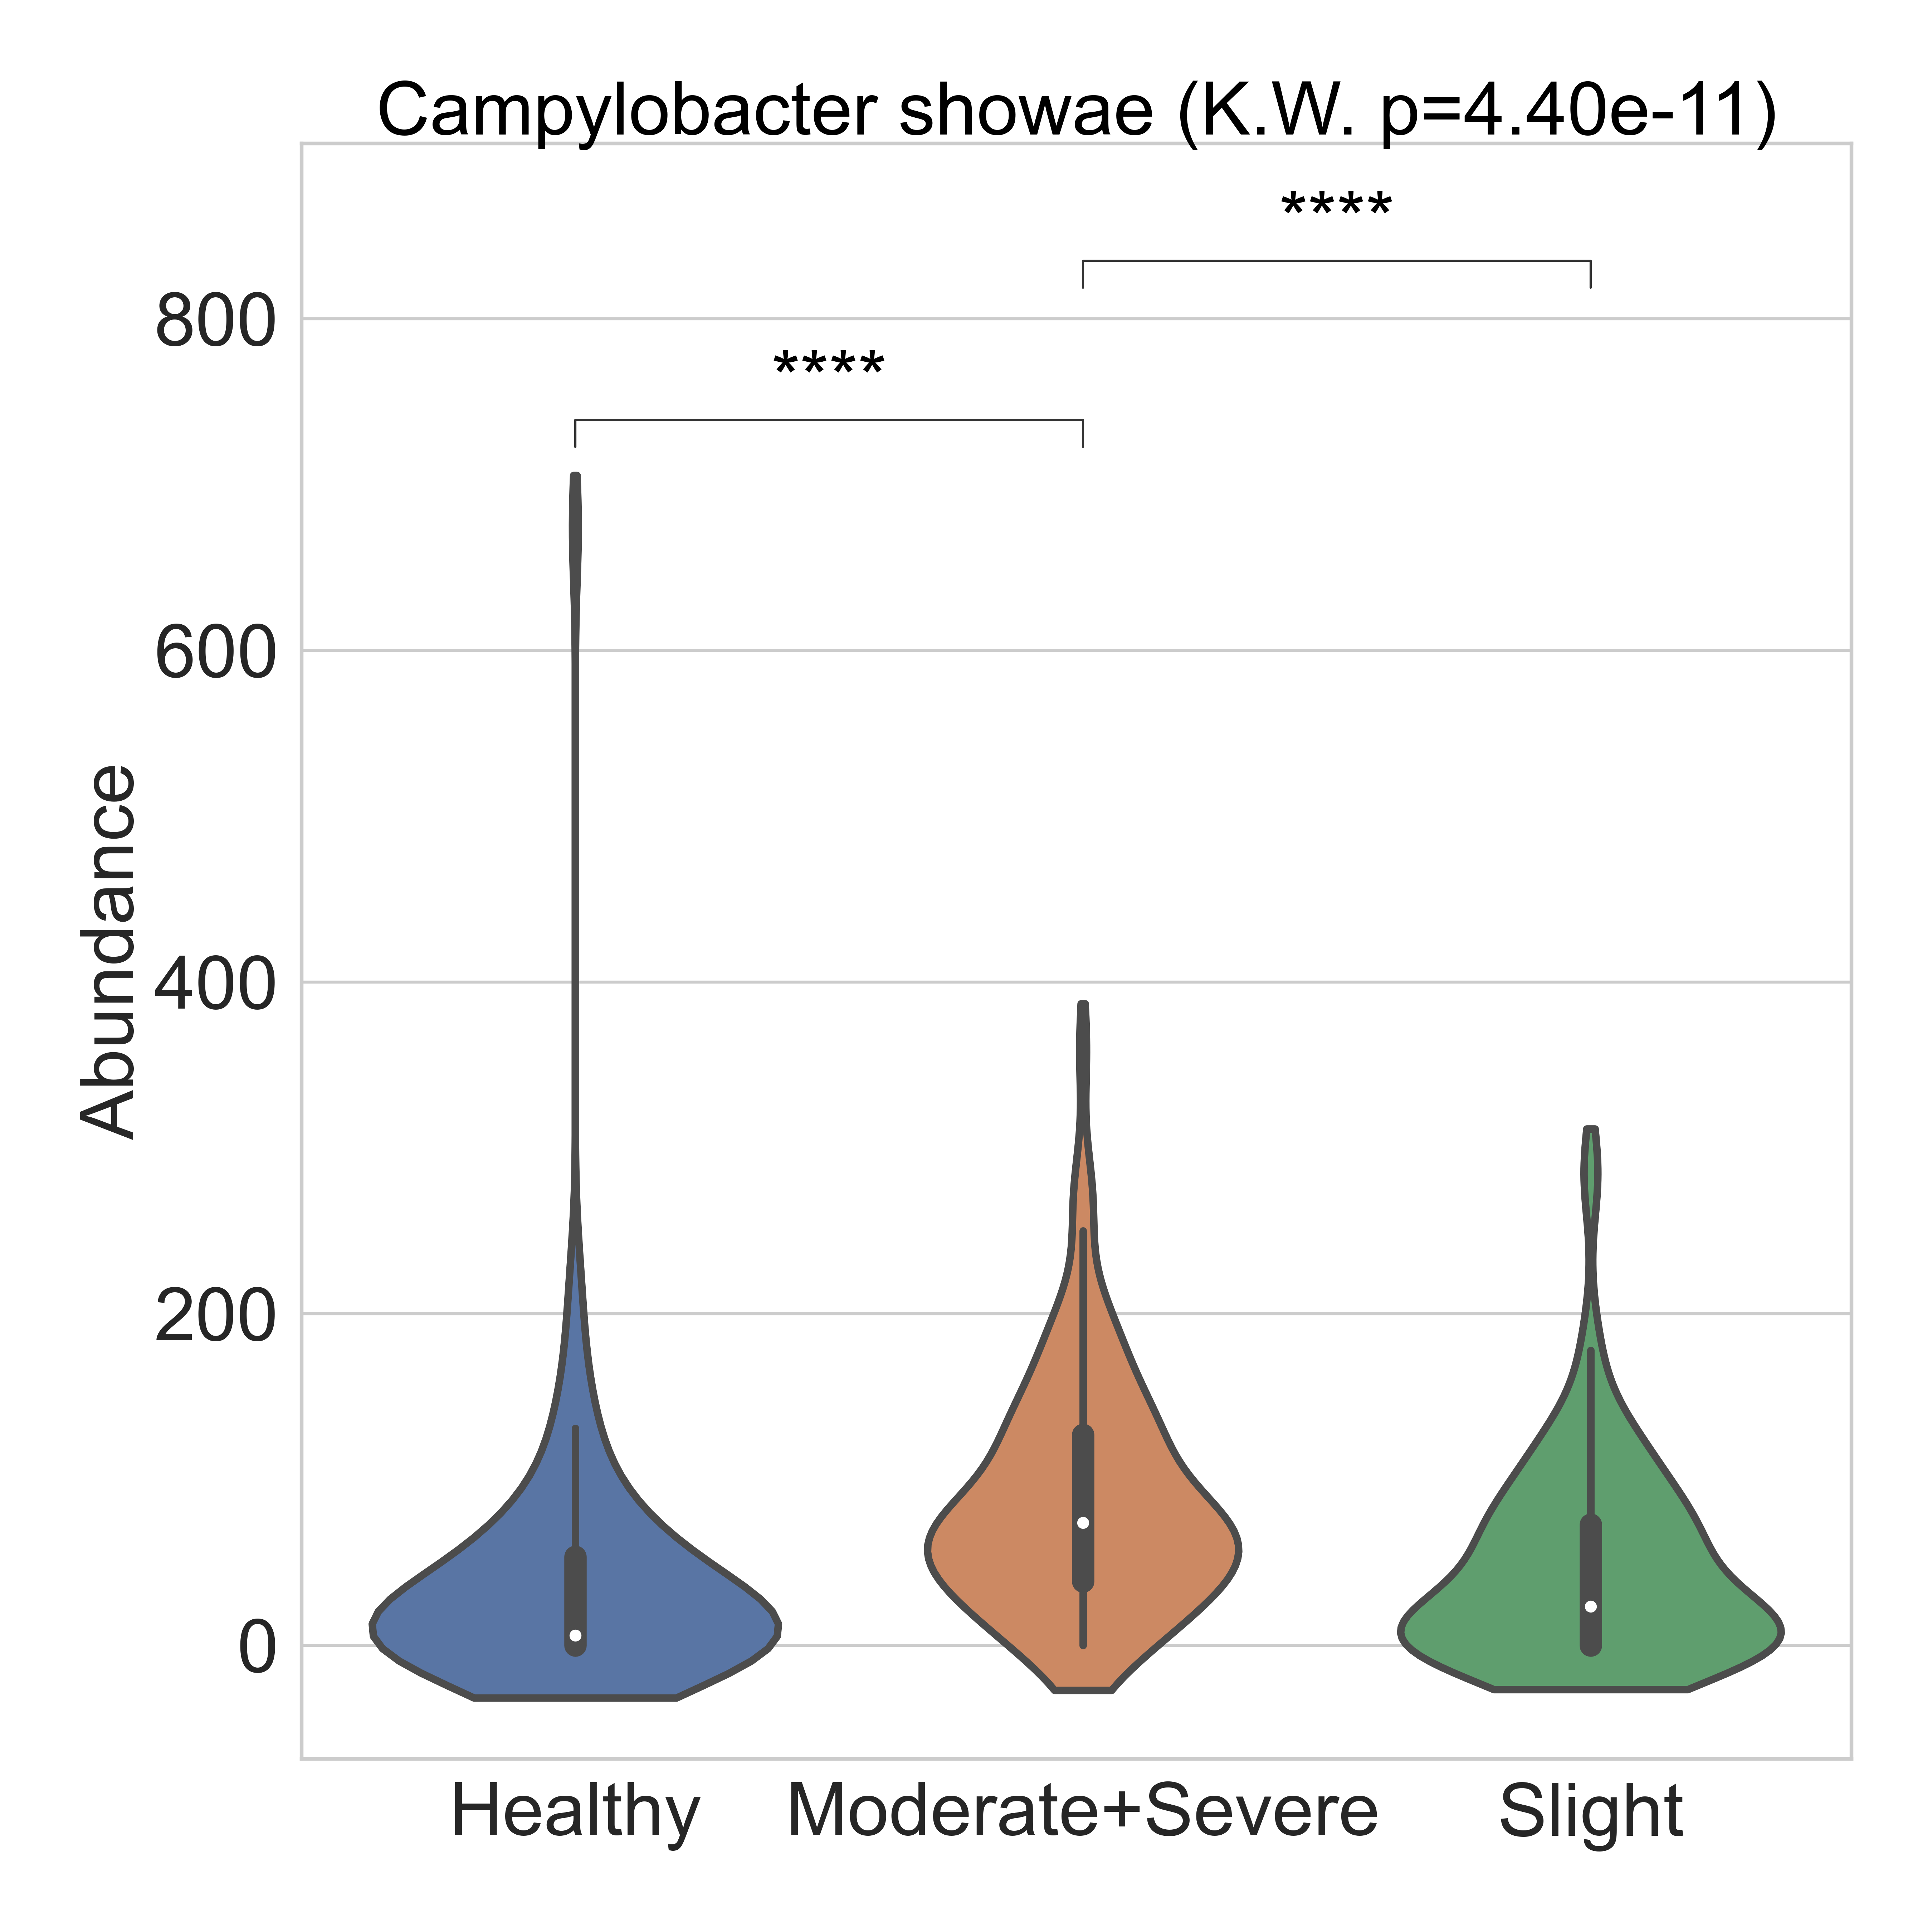 Campylobacter showae (K.W. p=4.40e-11)
****
800
****
600
Abundance
400
200
0
Healthy Moderate+Severe Slight